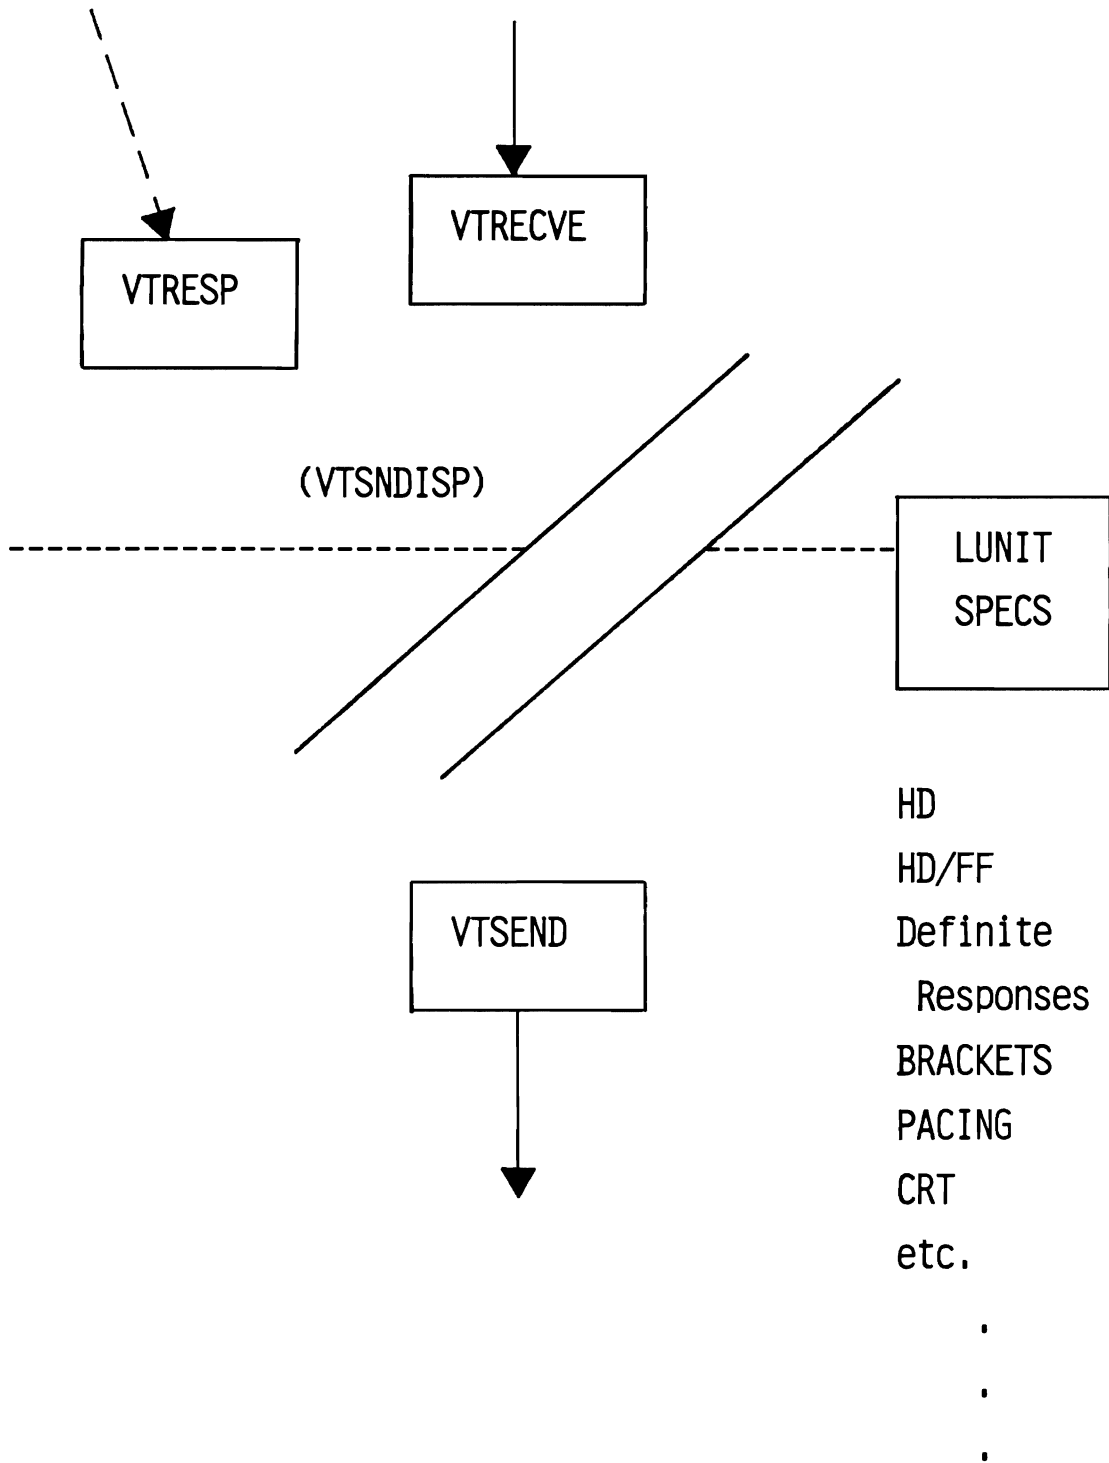 VTRECVE
VTRESP
(VTSNDISP)
LUNIT
SPECS
HD
HD/FF
Definite
Responses
VTSEND
BRACKETS
PACING
CRT
etc.
.
.
.